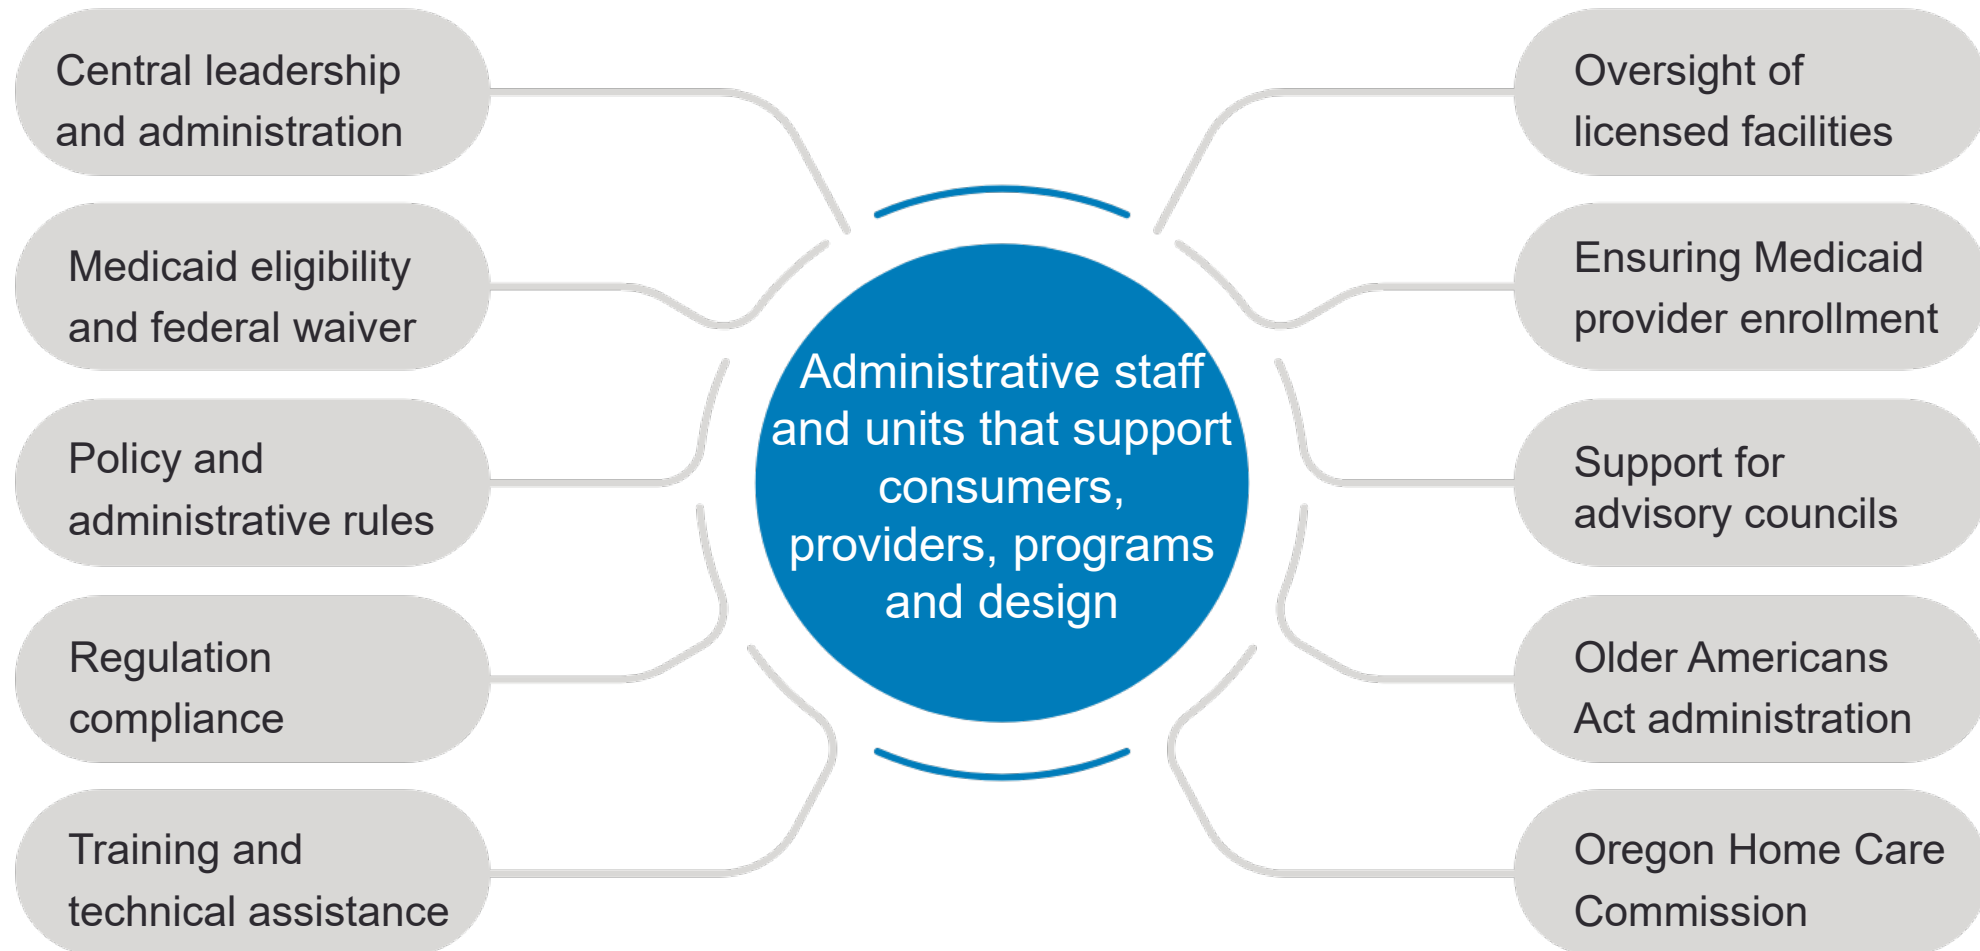 Central leadership
and administration
Medicaid eligibility
and federal waiver
Policy and
administrative rules
Regulation
compliance
Training and
technical assistance
Administrative staff
and units that support
consumers,
providers, programs
and design
Oversight of
licensed facilities
Ensuring Medicaid
provider enrollment
Support for
advisory councils
Older Americans
Act administration
Oregon Home Care
Commission